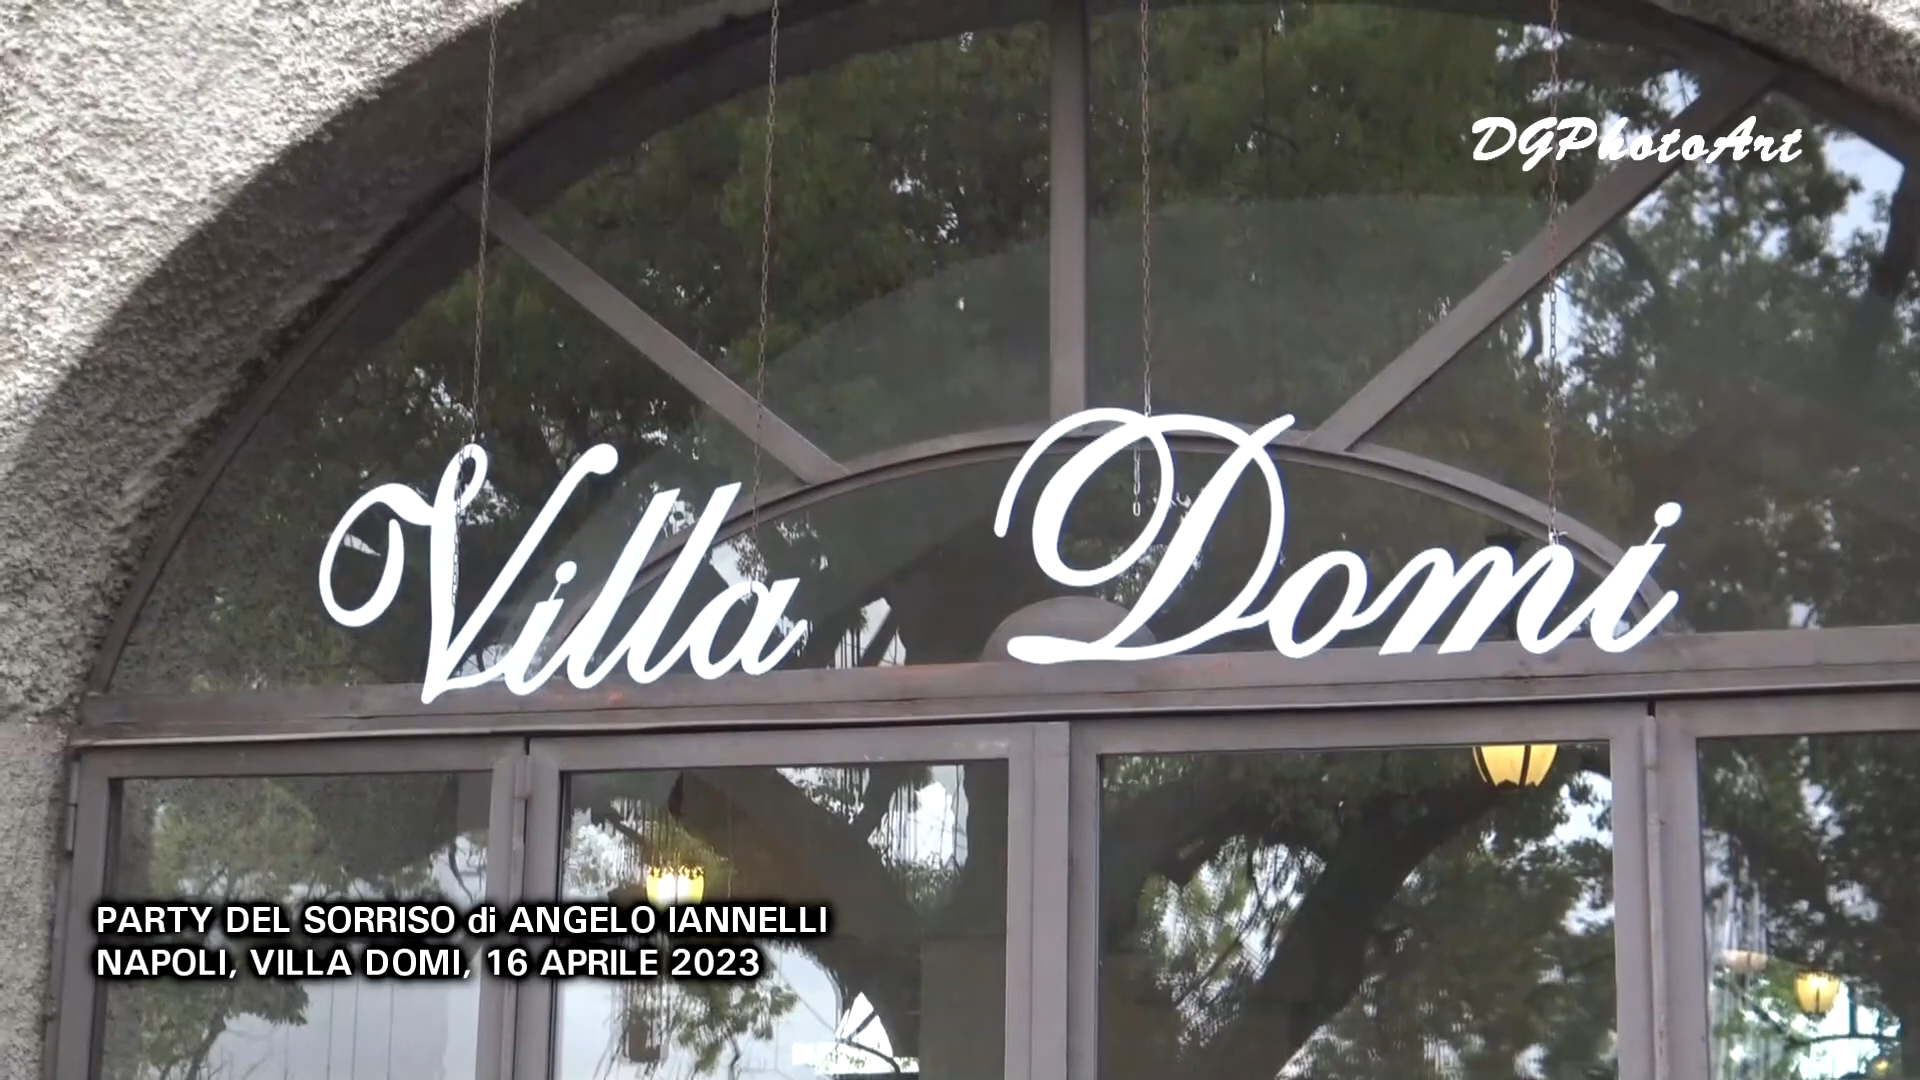 DGPhotoArt
Villa Domi
PARTY DEL SORRISO di ANGELO IANNELLI
NAPOLI, VILLA DOMI, 16 APRILE 2023